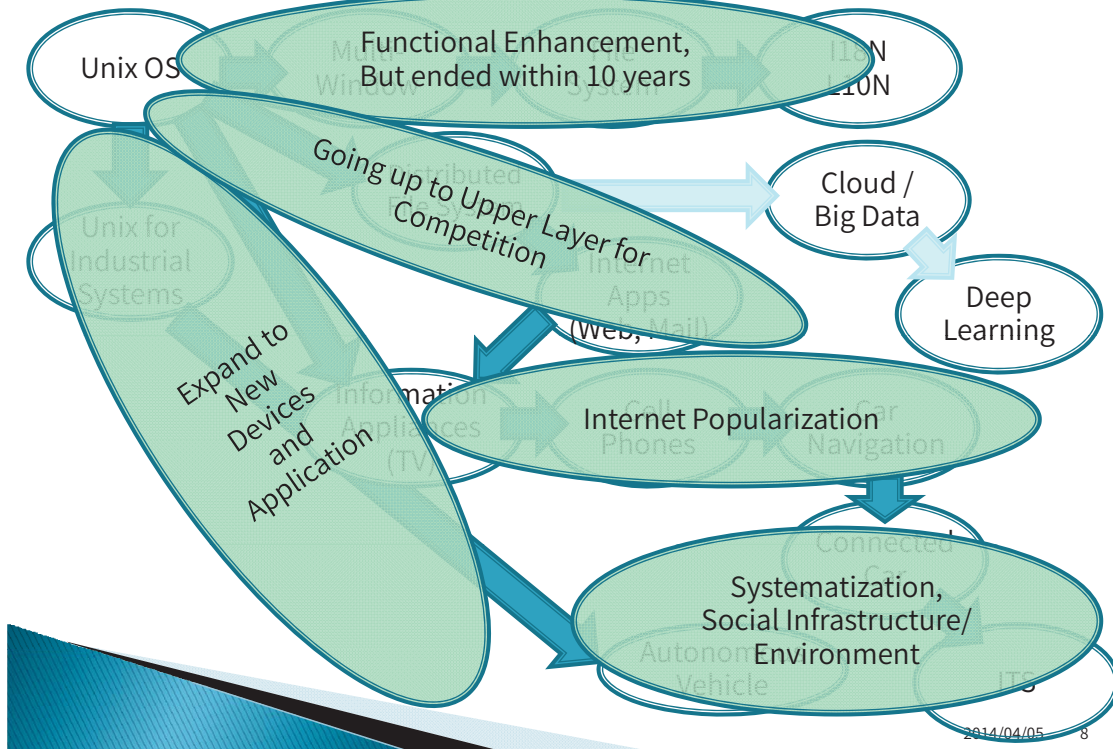 Functional Enhancement,
But ended within 10 years
Unix OS
Multi
Window
File
System
I18N
L10N
Going up to Upper Layer for
Competition
Distributed
File System
Cloud /
Big Data
Unix for
Industrial
Systems
Internet
Apps
(Web, Mail)
Deep
Learning
Expand to
New
Devices
and
Application
Information
Appliances
(TV)
Internet Popularization
Cell
Phones
Car
Navigation
Connected
Car
Systematization,
Social Infrastructure/
Environment
Autonomous
Vehicle
ITS
2014/04/05
8